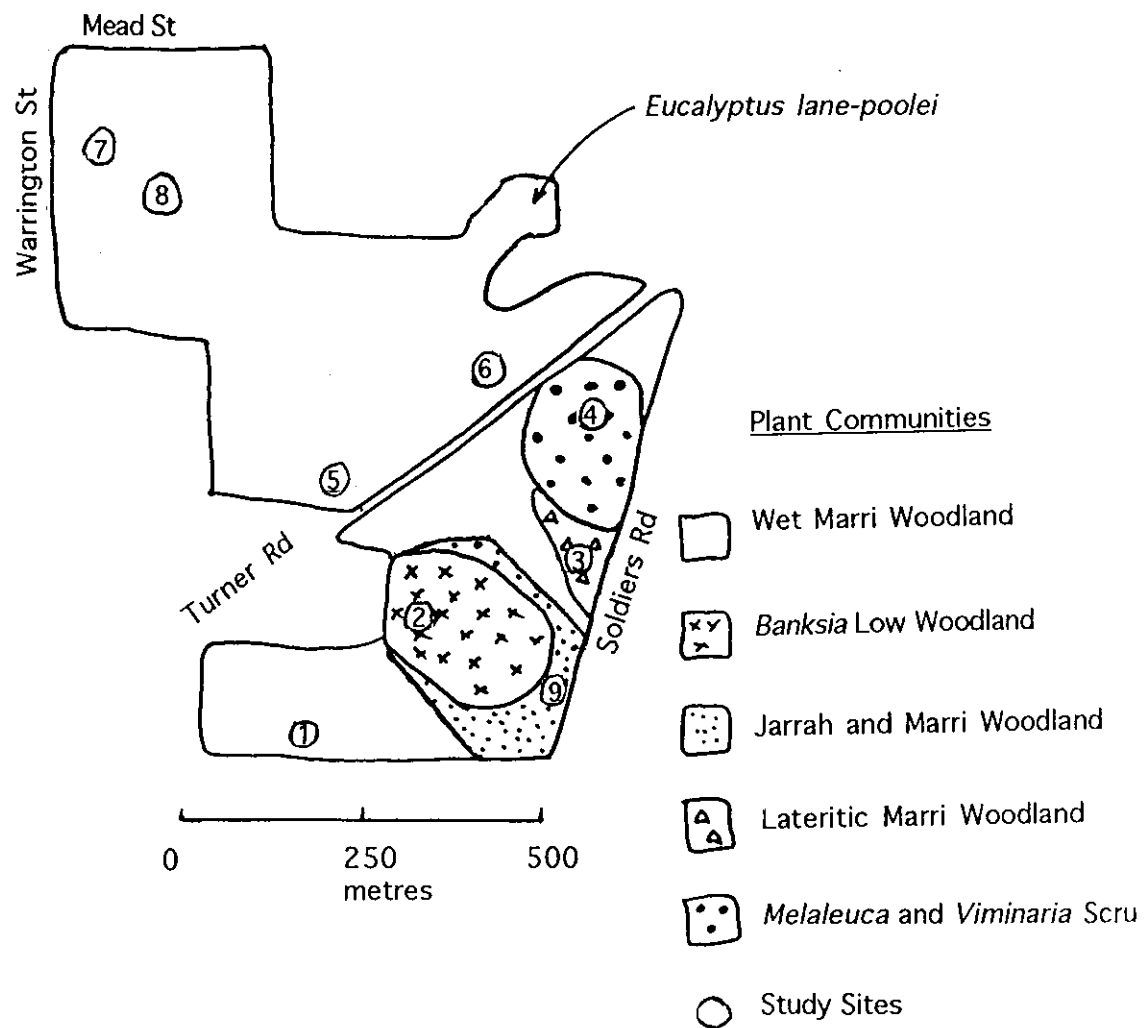 Mead St
Warrington St
Eucalyptus lane-poolei
7
8
6
4
5
3
Turner Rd
Soldiers Rd
2
9
1
Plant Communities
Wet Marri Woodland
Banksia Low Woodland
Jarrah and Marri Woodland
Lateritic Marri Woodland
Melaleuca and Viminaria Scru
Study Sites
0
250
500
metres